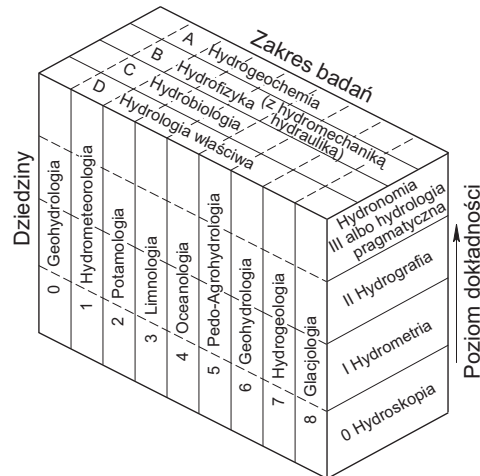 Zakres badań
A Hydrogeochemia
B Hydrofizyka (z hydromechaniką
hydrauliką)
C Hydrobiologia
D Hydrologia właściwa
Dziedziny
0 Geohydrologia
1 Hydrometeorologia
2 Potamologia
3 Limnologia
4 Oceanologia
5 Pedo-Agrohydrologia
6 Geohydrologia
7 Hydrogeologia
8 Glacjologia
Hydronomia
III albo hydrologia
pragmatyczna
II Hydrografia
I Hydrometria
0 Hydroskopia
Poziom dokładności